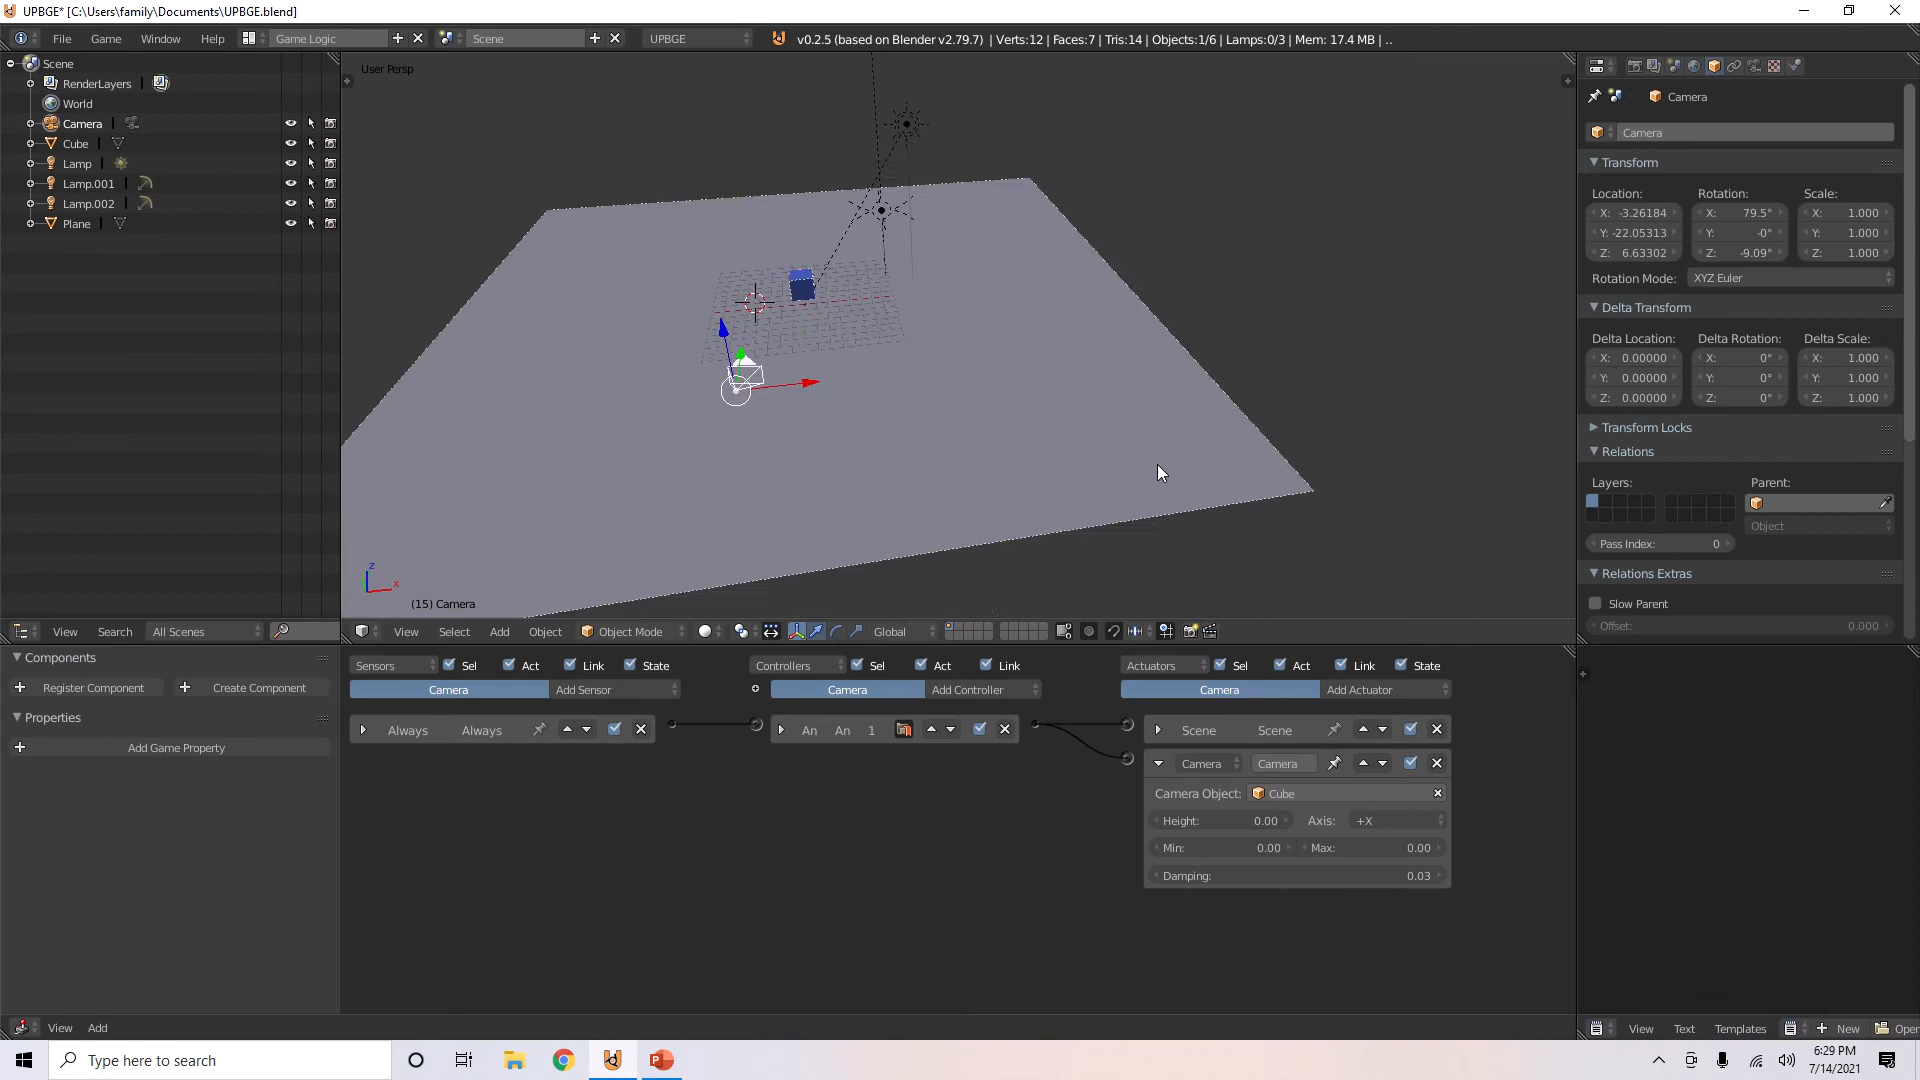 UPBGE* [C:\Users\family\Documents\UPBGE.blend]
File Game Window Help Game Logic Scene UPBGE v0.2.5 (based on Blender v2.79.7) | Verts:12 | Faces:7 | Tris:14 | Objects:1/6 | Lamps:0/3 | Mem: 17.4 MB | ..
Scene
RenderLayers |
World
Camera |
Cube |
Lamp |
Lamp.001 |
Lamp.002 |
Plane |
View Search All Scenes
User Persp
z
x
(15) Camera
View Select Add Object Object Mode Global
Camera
Camera
Transform
Location: Rotation: Scale:
X: -3.26184 X: 79.5° X: 1.000
Y: -22.05313 Y: -0° Y: 1.000
Z: 6.63302 Z: -9.09° Z: 1.000
Rotation Mode: XYZ Euler
Delta Transform
Delta Location: Delta Rotation: Delta Scale:
X: 0.00000 X: 0° X: 1.000
Y: 0.00000 Y: 0° Y: 1.000
Z: 0.00000 Z: 0° Z: 1.000
Transform Locks
Relations
Layers: Parent:
Object
Pass Index: 0
Relations Extras
Slow Parent
Offset: 0.000
Components
Register Component Create Component
Properties
Add Game Property
Sensors Sel Act Link State
Camera Add Sensor
Always Always
Controllers Sel Act Link
Camera Add Controller
An An 1
Actuators Sel Act Link State
Camera Add Actuator
Scene Scene
Camera Camera
Camera Object: Cube
Height: 0.00 Axis: +X
Min: 0.00 Max: 0.00
Damping: 0.03
View Add
View Text Templates New Open
Type here to search
6:29 PM
7/14/2021